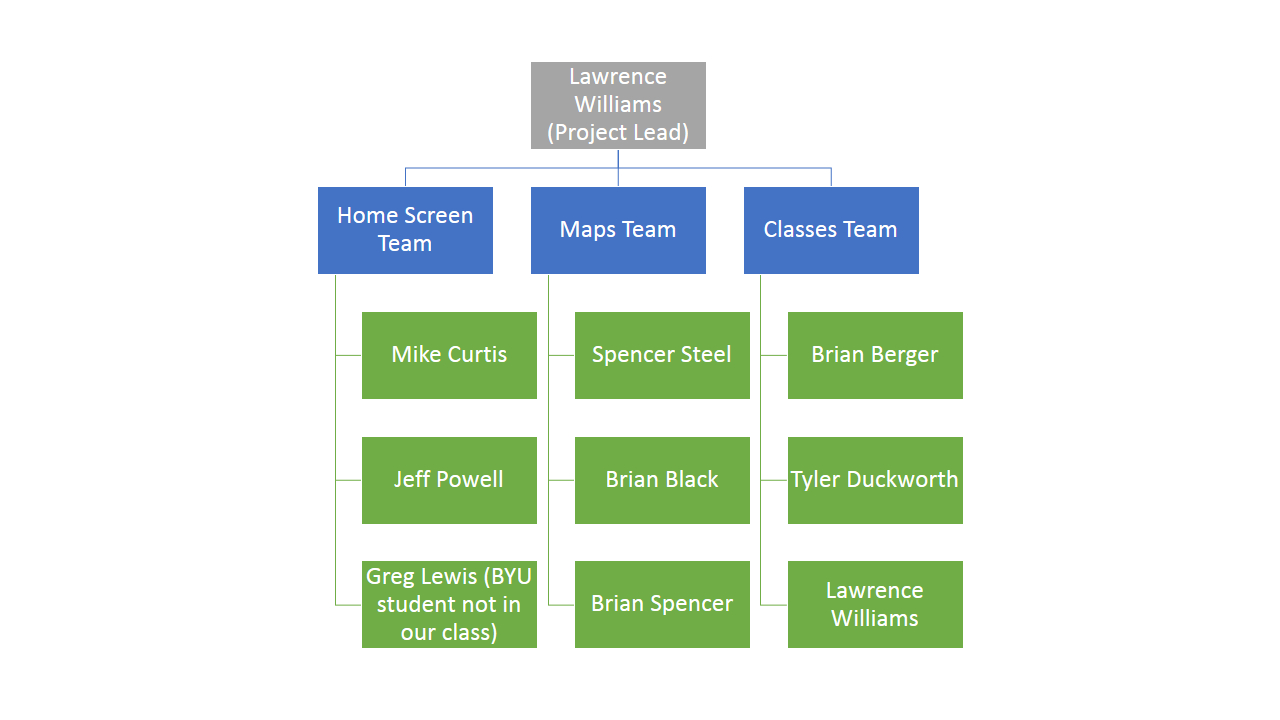 Lawrence
Williams
(Project Lead)
Home Screen
Team
Maps Team
Classes Team
Mike Curtis
Spencer Steel
Brian Berger
Jeff Powell
Brian Black
Tyler Duckworth
Greg Lewis (BYU
student not in
our class)
Brian Spencer
Lawrence
Williams